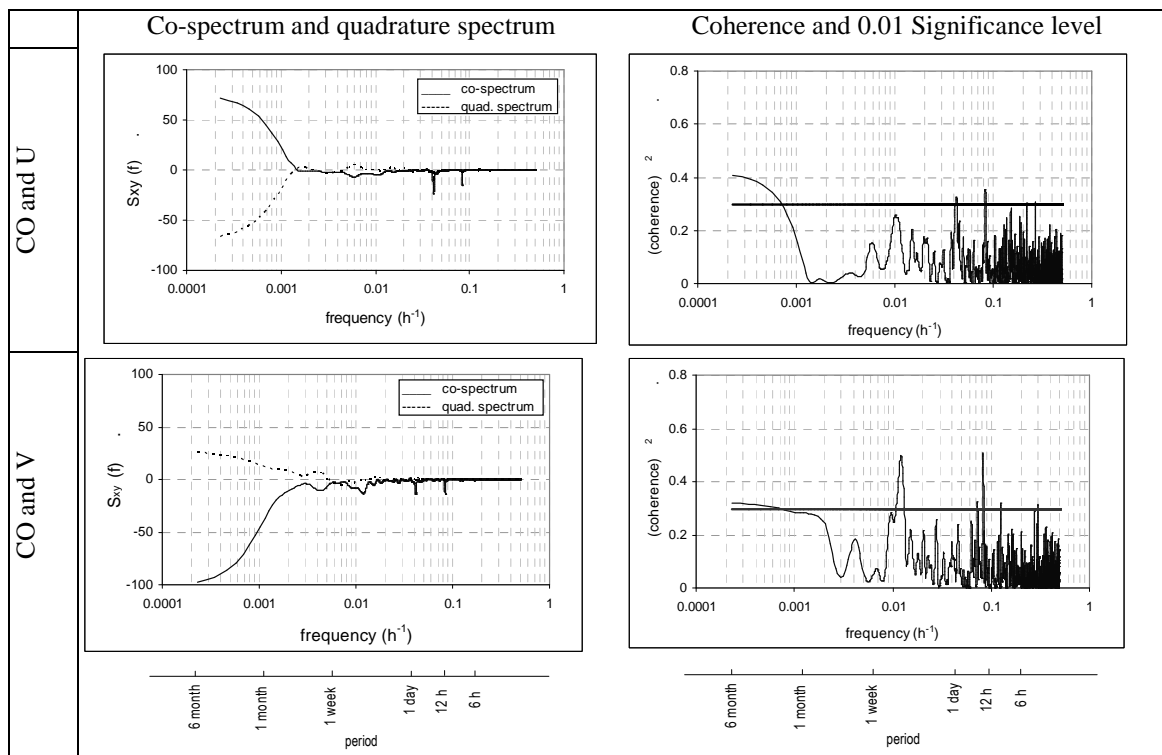 Co-spectrum and quadrature spectrum
Coherence and 0.01 Significance level
CO and U
100
50
0
-50
-100
Sxy (f)
co-spectrum
quad. spectrum
0.0001
0.001
0.01
0.1
1
frequency (h-1)
0.8
0.6
0.4
0.2
0
(coherence) 2
0.0001
0.001
0.01
0.1
1
frequency (h-1)
CO and V
100
50
0
-50
-100
Sxy (f)
co-spectrum
quad. spectrum
0.0001
0.001
0.01
0.1
1
frequency (h-1)
0.8
0.6
0.4
0.2
0
(coherence) 2
0.0001
0.001
0.01
0.1
1
frequency (h-1)
6 month
1 month
1 week
1 day
12 h
6 h
period
6 month
1 month
1 week
1 day
12 h
6 h
period